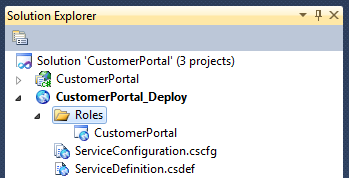 Solution Explorer
Solution 'CustomerPortal' (3 projects)
CustomerPortal
CustomerPortal_Deploy
Roles
CustomerPortal
ServiceConfiguration.cscfg
ServiceDefinition.csdef